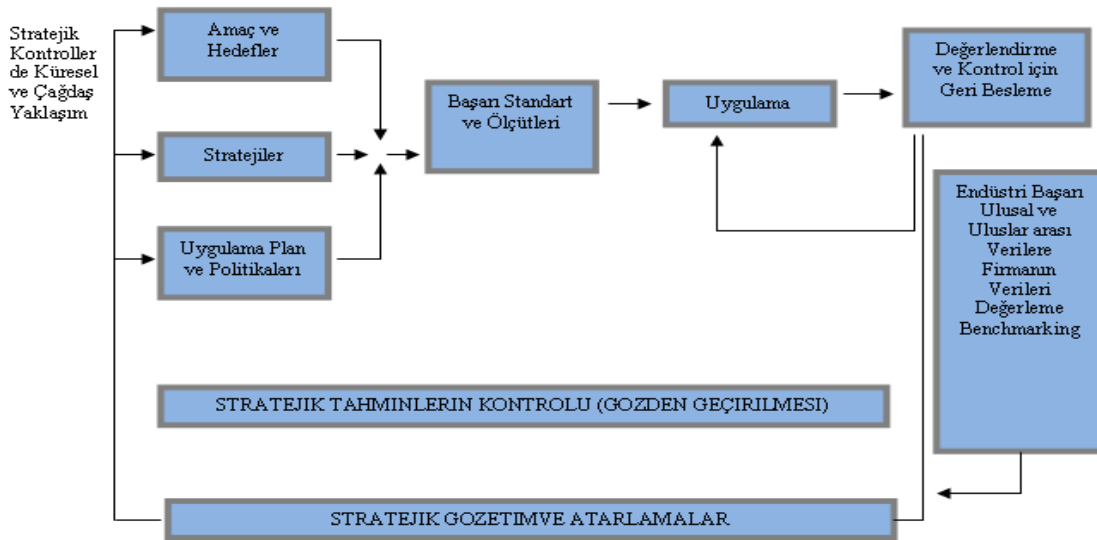 Stratejik
Kontroller
de Küresel
ve Çağdaş
Yaklaşım
Amaç ve
Hedefler
Stratejiler
Uygulama Plan
ve Politikaları
Başarı Standart
ve Ölçütleri
Uygulama
Değerlendirme
ve Kontrol için
Geri Besleme
Endüstri Başarı
Ulusal ve
Uluslar arası
Verilere
Firmanın
Verileri
Değerleme
Benchmarking
STRATEJIK TAHMINLERIN KONTROLU (GOZDEN GEÇIRILMESI)
STRATEJIK GOZETIMVE ATARLAMALAR